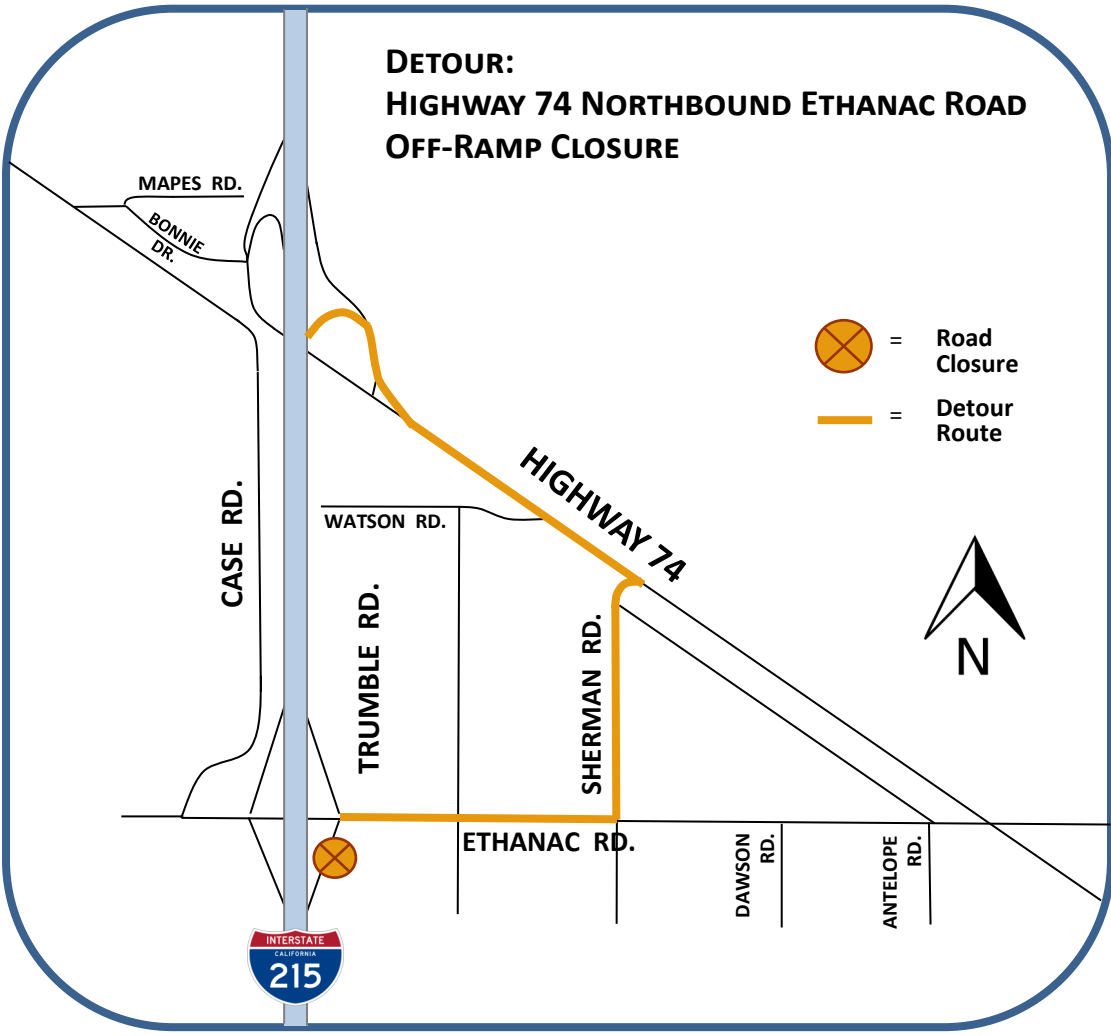 DETOUR:
HIGHWAY 74 NORTHBOUND ETHANAC ROAD
OFF-RAMP CLOSURE
MAPES RD.
BONNIE
DR.
= Road
Closure
= Detour
Route
HIGHWAY 74
CASE RD.
WATSON RD.
TRUMBLE RD.
SHERMAN RD.
N
ETHANAC RD.
DAWSON
RD.
ANTELOPE
RD.
INTERSTATE
CALIFORNIA
215